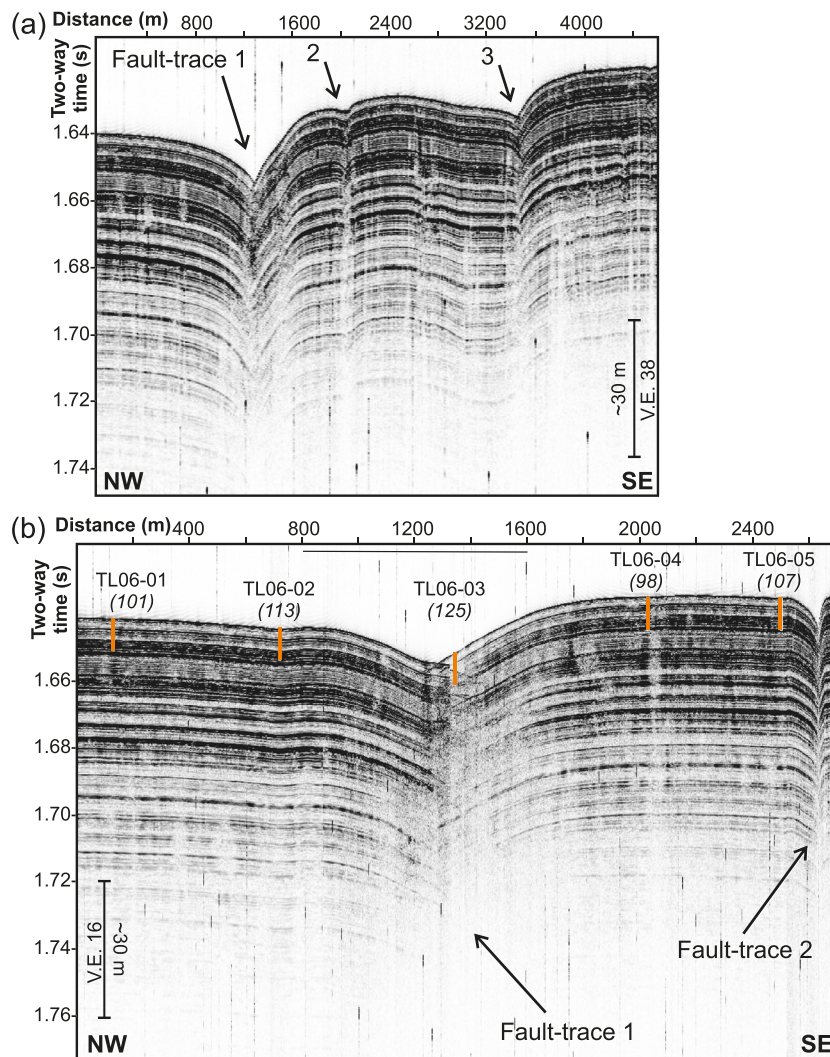 (a)
Distance (m)
800
1600
2400
3200
4000
Two-way
time (s)
Fault-trace 1
2
3
1.64
1.66
1.68
1.70
1.72
1.74
~30 m
V.E. 38
NW
SE
(b)
Distance (m)
400
800
1200
1600
2000
2400
Two-way
time (s)
TL06-01
(101)
TL06-02
(113)
TL06-03
(125)
TL06-04
(98)
TL06-05
(107)
1.66
1.68
1.70
1.72
1.74
1.76
V.E. 16
~30 m
Fault-trace 2
Fault-trace 1
NW
SE